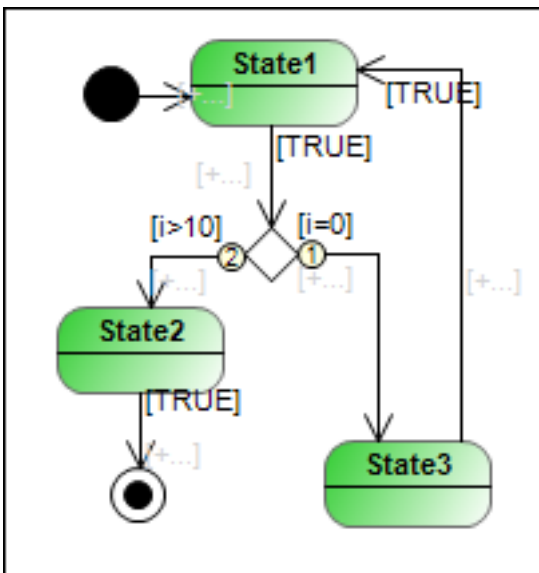 State1
[+...]
[TRUE]
[TRUE]
[+...]
[i>10]
[i=0]
2
1
[+...]
[+...]
[+...]
State2
[TRUE]
[+...]
State3